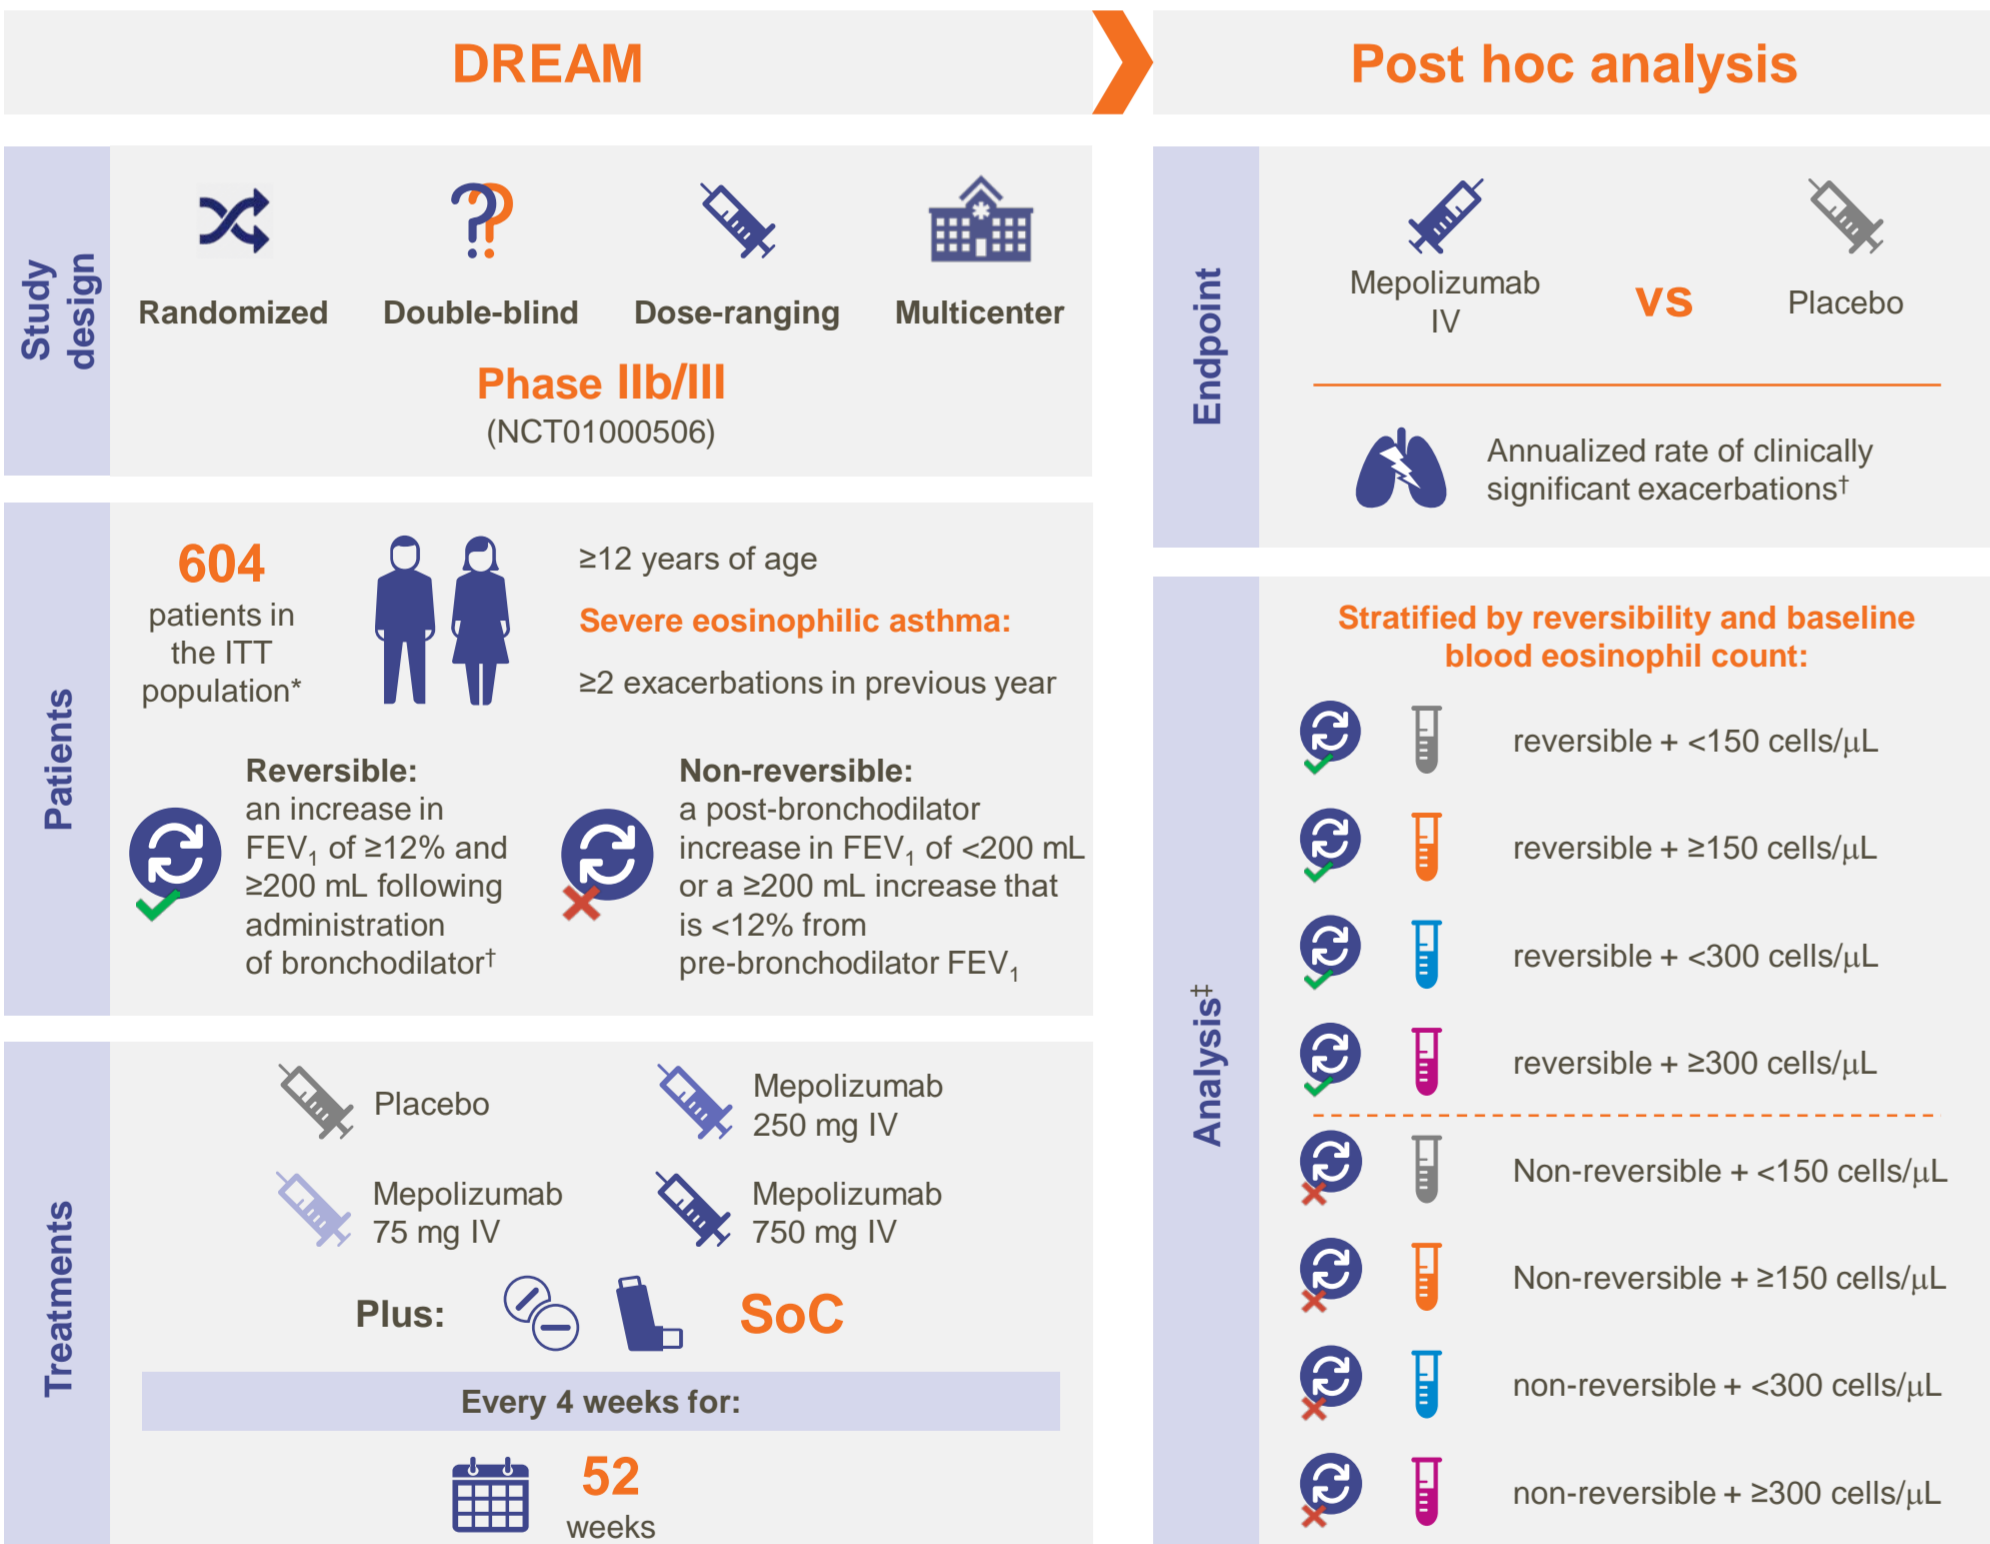 DREAM
Study
design
Randomized
Double-blind
Dose-ranging
Multicenter
Phase IIb/III
(NCT01000506)
Patients
604
patients in
the ITT
population*
≥12 years of age
Severe eosinophilic asthma:
≥2 exacerbations in previous year
Reversible:
an increase in
FEV₁ of ≥12% and
≥200 mL following
administration
of bronchodilator†
Non-reversible:
a post-bronchodilator
increase in FEV₁ of <200 mL
or a ≥200 mL increase that
is <12% from
pre-bronchodilator FEV₁
Treatments
Placebo
Mepolizumab
250 mg IV
Mepolizumab
75 mg IV
Mepolizumab
750 mg IV
Plus:
SoC
Every 4 weeks for:
52
weeks
Post hoc analysis
Endpoint
Mepolizumab
IV
vs
Placebo
Annualized rate of clinically
significant exacerbations†
Analysis‡
Stratified by reversibility and baseline
blood eosinophil count:
reversible + <150 cells/μL
reversible + ≥150 cells/μL
reversible + <300 cells/μL
reversible + ≥300 cells/μL
Non-reversible + <150 cells/μL
Non-reversible + ≥150 cells/μL
non-reversible + <300 cells/μL
non-reversible + ≥300 cells/μL